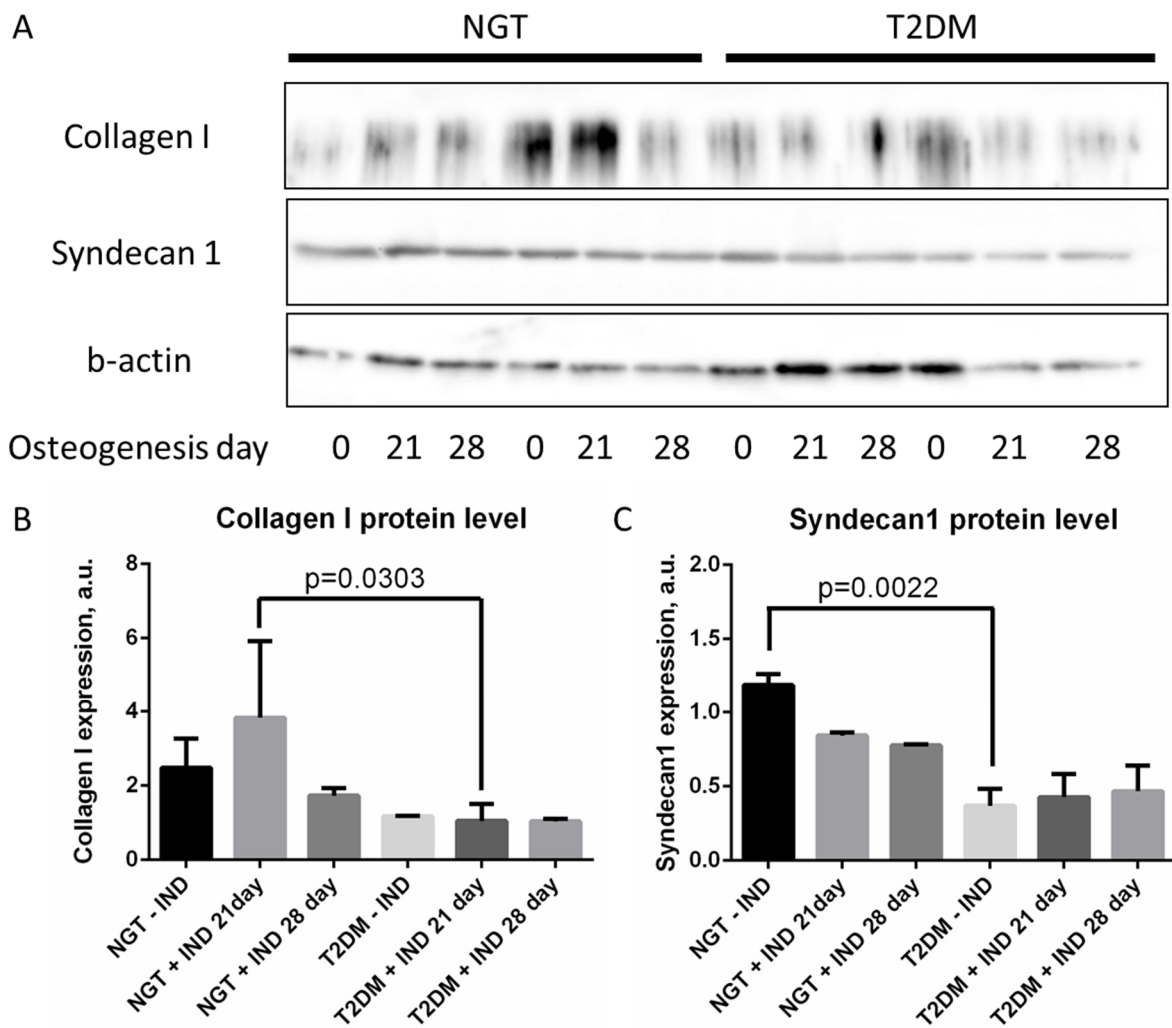 A
NGT T2DM
Collagen I
Syndecan 1
b-actin
Osteogenesis day 0 21 28 0 21 28 0 21 28 0 21 28
B Collagen I protein level
Collagen I expression, a.u.
8
6
4
2
0
p=0.0303
NGT - IND
NGT + IND 21day
NGT + IND 28 day
T2DM - IND
T2DM + IND 21 day
T2DM + IND 28 day
C Syndecan1 protein level
Syndecan1 expression, a.u.
2.0
1.5
1.0
0.5
0.0
p=0.0022
NGT - IND
NGT + IND 21day
NGT + IND 28 day
T2DM - IND
T2DM + IND 21 day
T2DM + IND 28 day